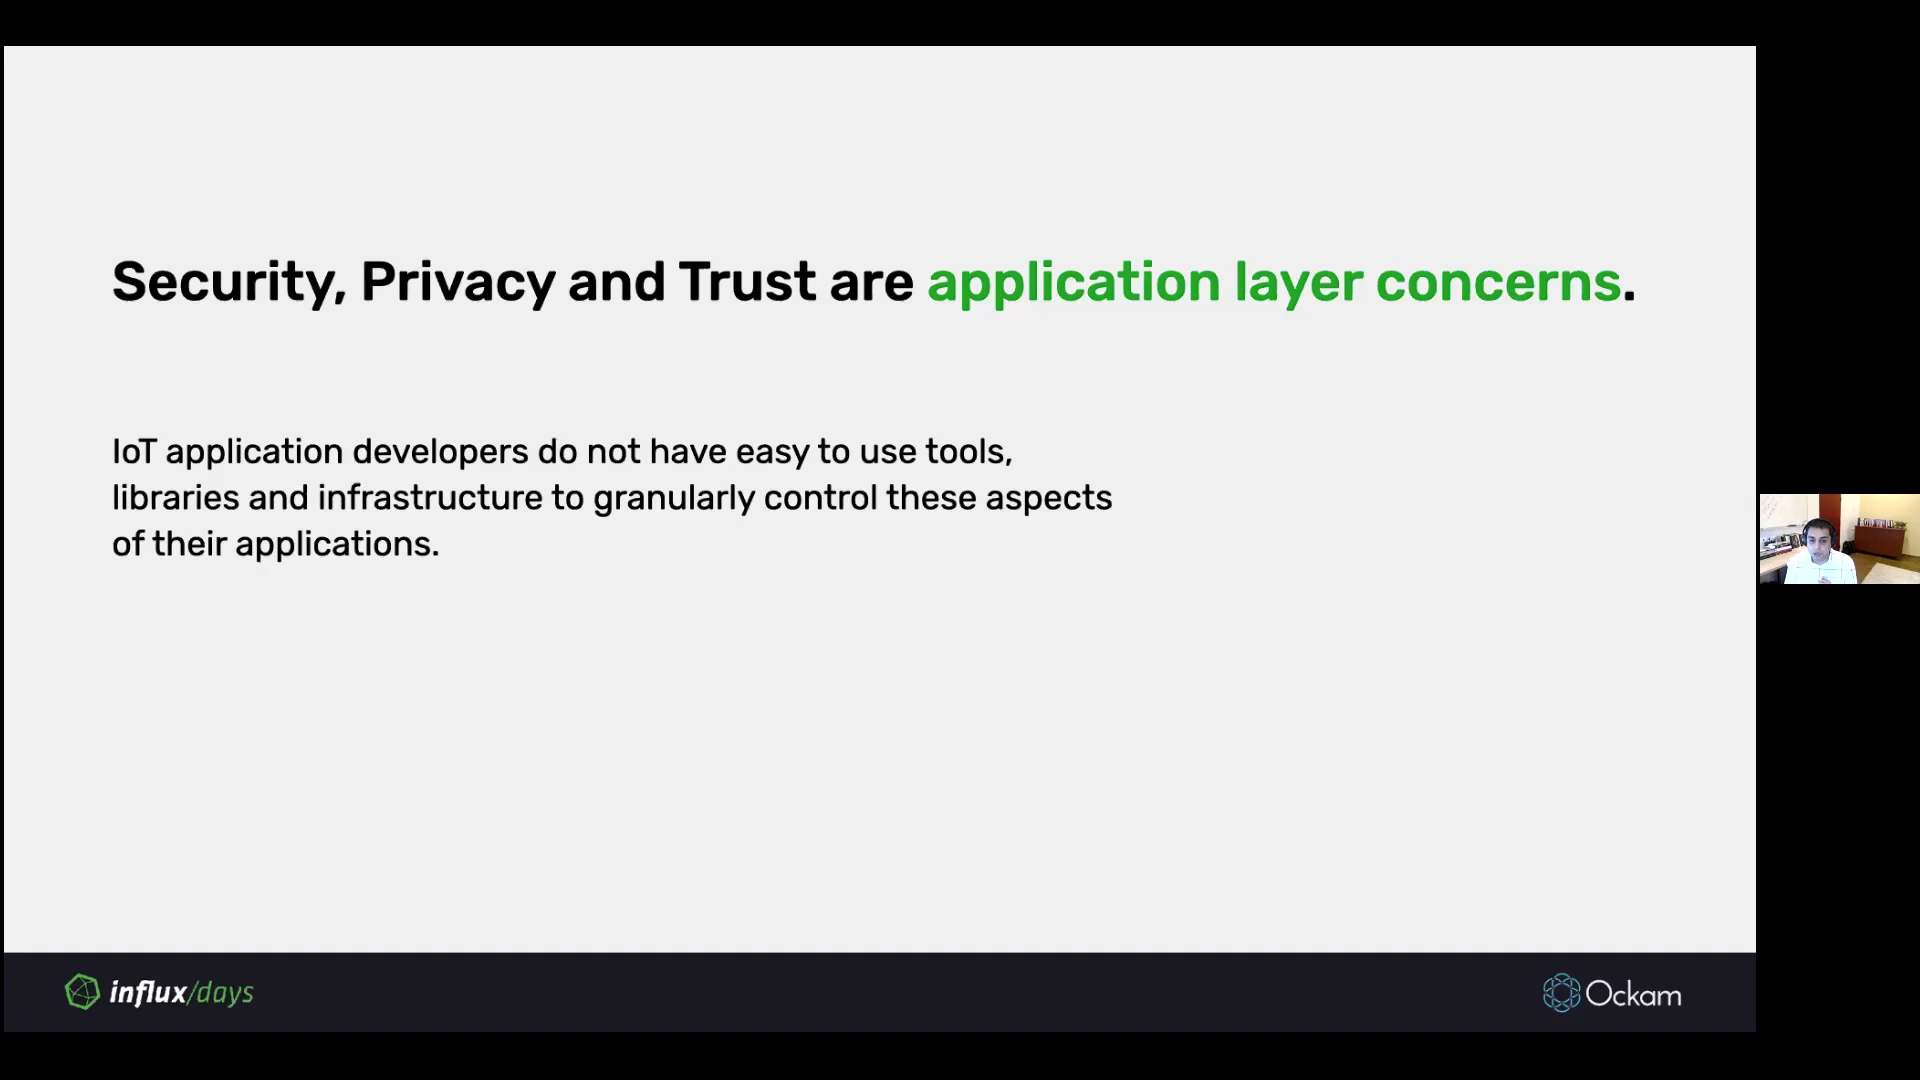 Security, Privacy and Trust are application layer concerns.
IoT application developers do not have easy to use tools,
libraries and infrastructure to granularly control these aspects
of their applications.
influx/days
Ockam